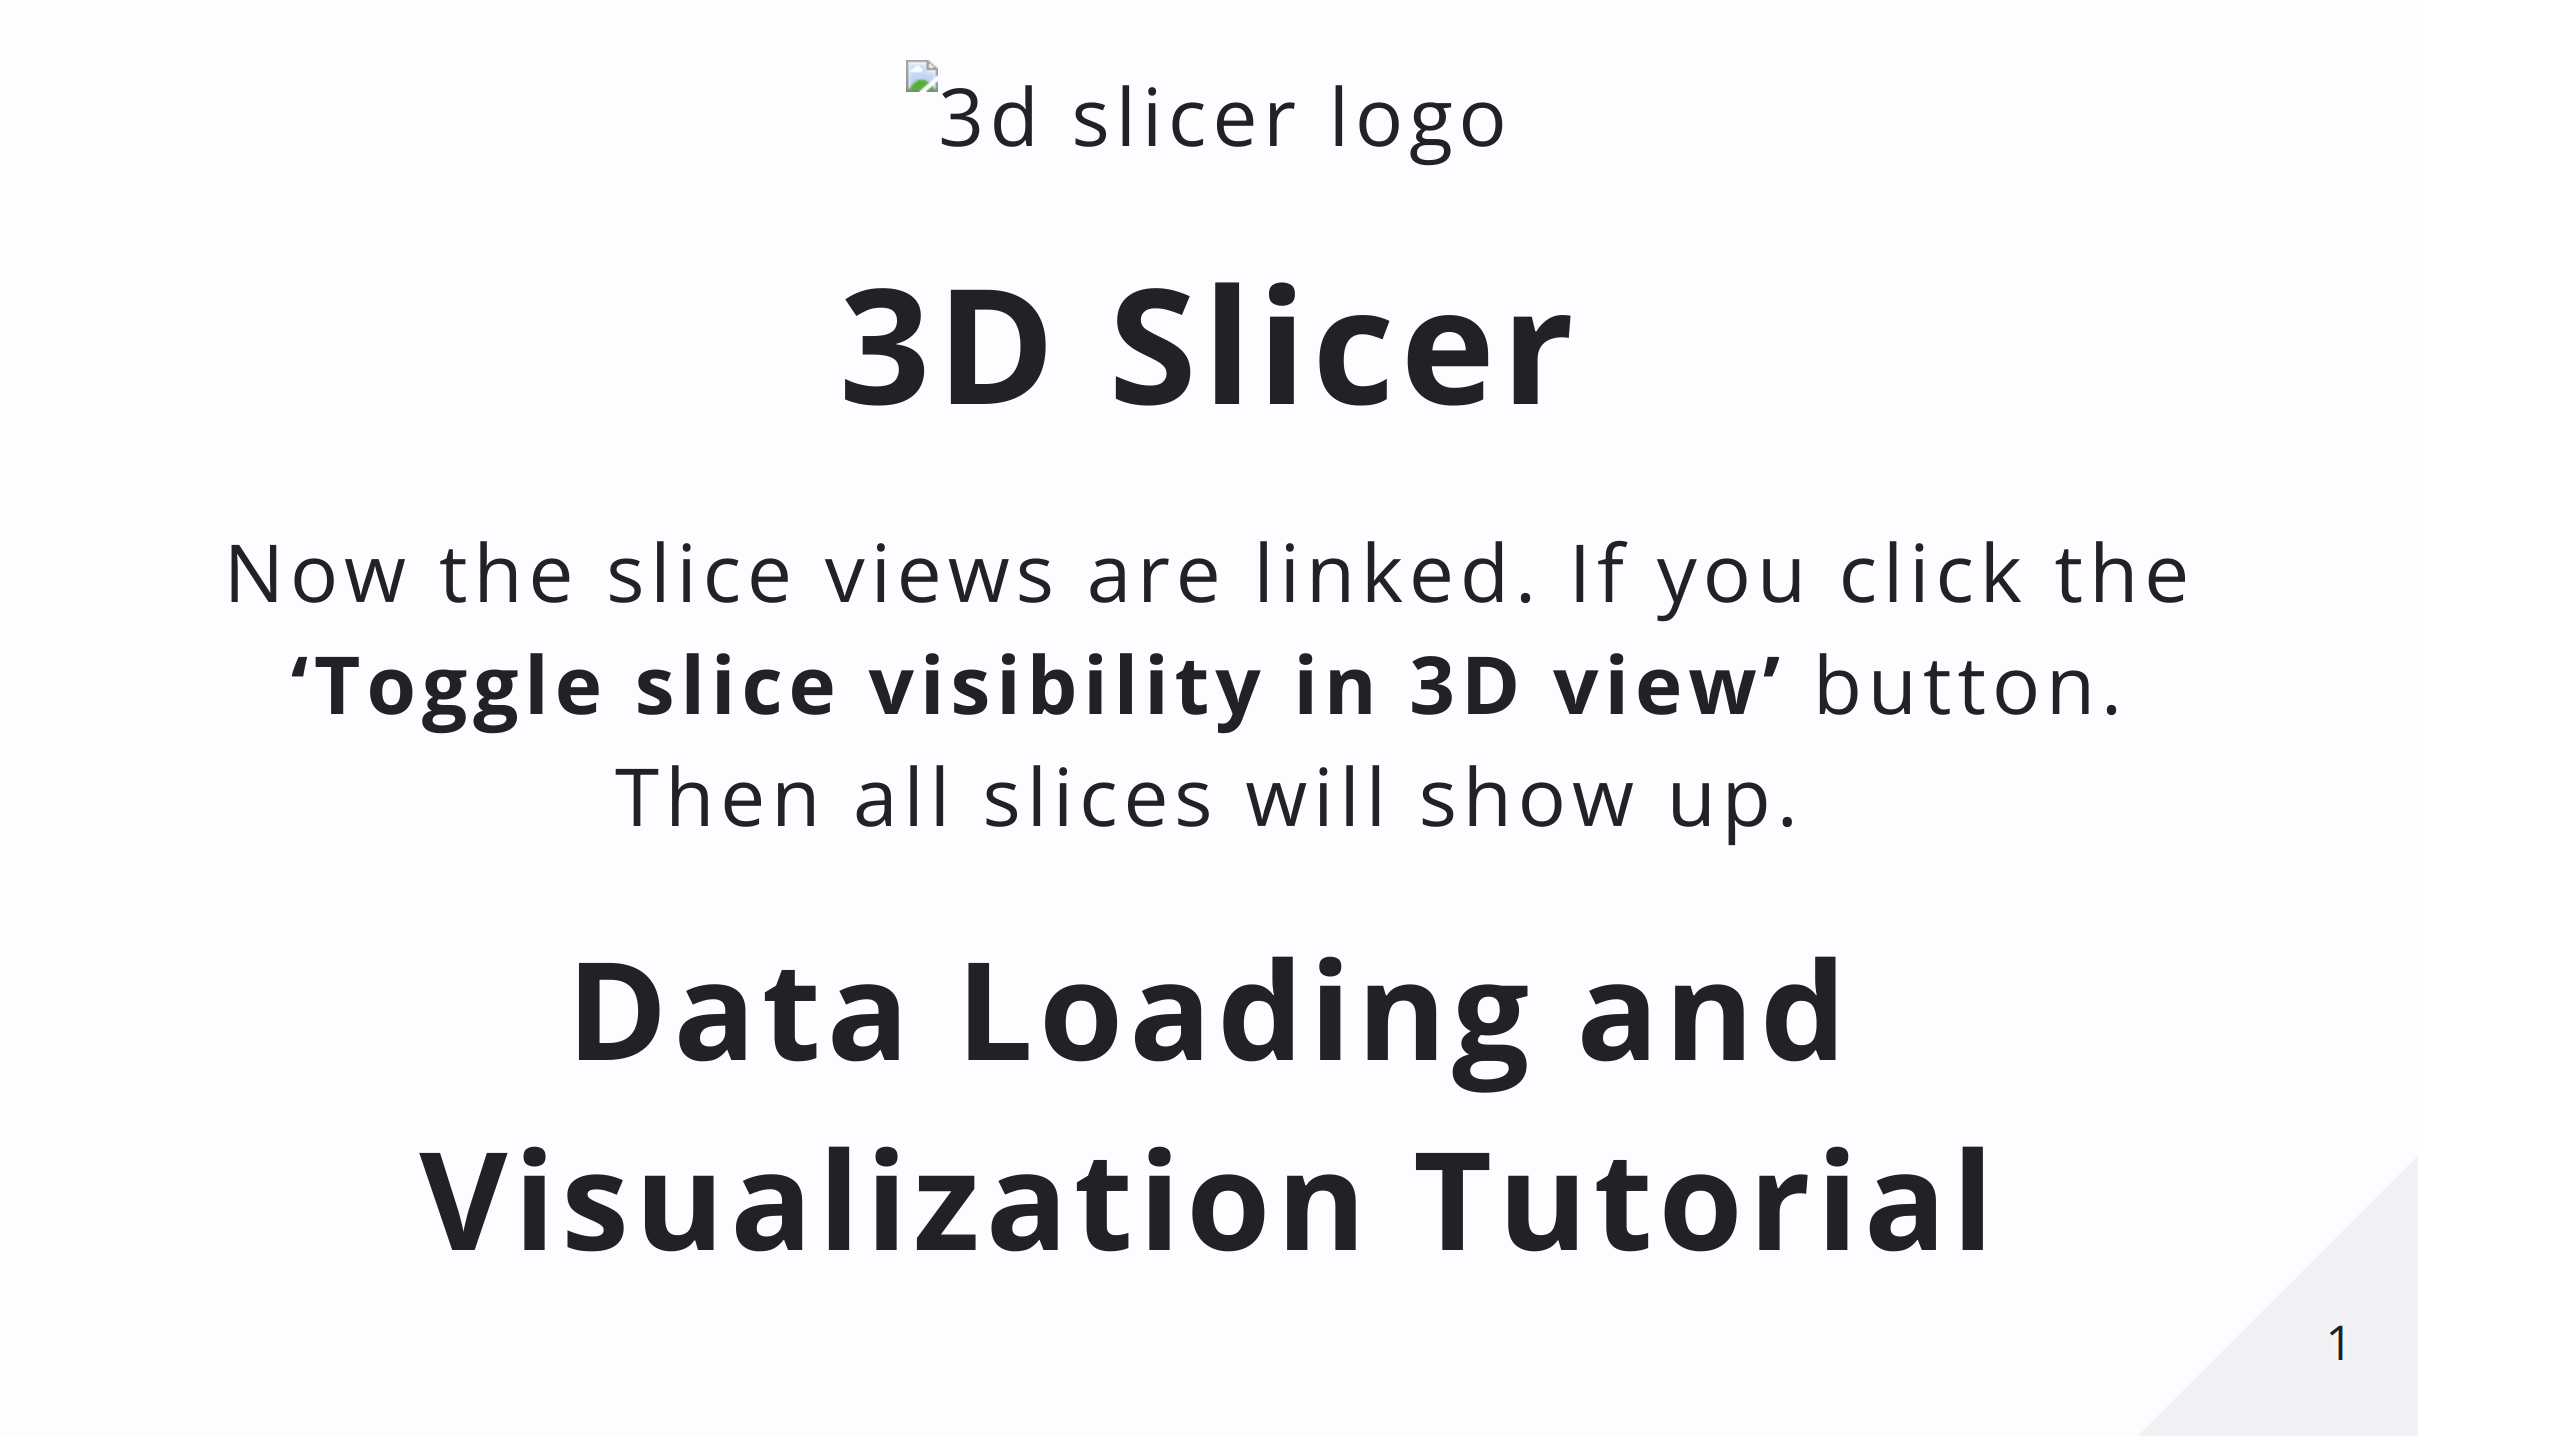 3d slicer logo
3D Slicer
Now the slice views are linked. If you click the
‘Toggle slice visibility in 3D view’ button.
Then all slices will show up.
Data Loading and
Visualization Tutorial
1